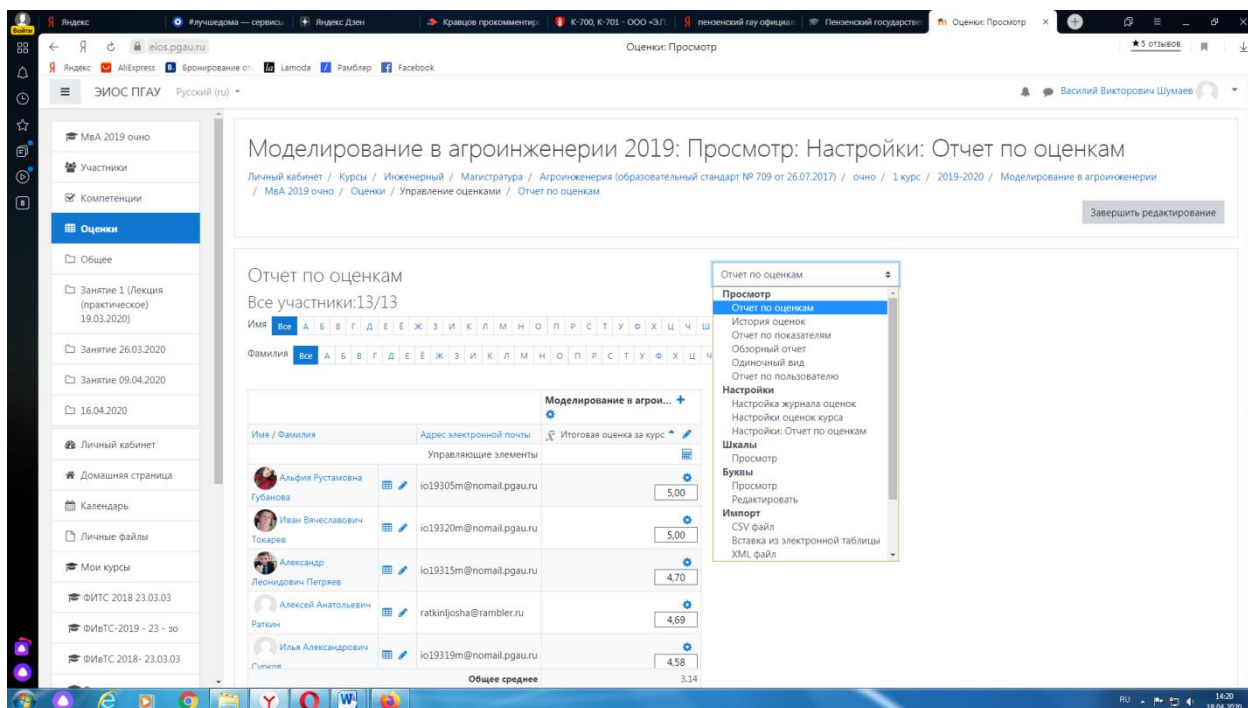 Войти
Яндекс
#лучшедома — сервись
Яндекс Дзен
Кравцов прокомментир
К-700, К-701 - ООО «ЭЛ
пензенский гау официал
Пензенский государстве
Оценки: Просмотр
eios.pgau.ru
Оценки: Просмотр
★5 отзывов
Яндекс
AliExpress
Бронирование от
Lamoda
Рамблер
Facebook
ЭИОС ПГАУ
Русский (ru)
Василий Викторович Шумаев
МвА 2019 очно
Участники
Компетенции
Оценки
Общее
Занятие 1 (Лекция
(практическое)
19.03.2020)
Занятие 26.03.2020
Занятие 09.04.2020
16.04.2020
Личный кабинет
Домашняя страница
Календарь
Личные файлы
Мои курсы
ФИТС 2018 23.03.03
ФИвТС-2019 - 23 - зо
ФИвТС 2018- 23.03.03
Моделирование в агроинженерии 2019: Просмотр: Настройки: Отчет по оценкам
Личный кабинет / Курсы / Инженерный / Магистратура / Агроинженерия (образовательный стандарт № 709 от 26.07.2017) / очно / 1 курс / 2019-2020 / Моделирование в агроинженерии
/ МвА 2019 очно / Оценки / Управление оценками / Отчет по оценкам
Завершить редактирование
Отчет по оценкам
Все участники:13/13
Имя Все А Б В Г Д Е Ё Ж З И К Л М Н О П Р С Т У Ф Х Ц Ч Ш
Фамилия Все А Б В Г Д Е Ё Ж З И К Л М Н О П Р С Т У Ф Х Ц Ч
Моделирование в агрои...
Имя / Фамилия
Адрес электронной почты
Итоговая оценка за курс
Управляющие элементы
Альфия Рустамовна
Губанова
io19305m@nomail.pgau.ru
5,00
Иван Вячеславович
Токарев
io19320m@nomail.pgau.ru
5,00
Александр
Леонидович Петряев
io19315m@nomail.pgau.ru
4,70
Алексей Анатольевич
Раткин
ratkinljosha@rambler.ru
4,69
Илья Александрович
Сурков
io19319m@nomail.pgau.ru
4,58
Общее среднее
3.14
Отчет по оценкам
Просмотр
Отчет по оценкам
История оценок
Отчет по показателям
Обзорный отчет
Одиночный вид
Отчет по пользователю
Настройки
Настройка журнала оценок
Настройки оценок курса
Настройки: Отчет по оценкам
Шкалы
Просмотр
Буквы
Просмотр
Редактировать
Импорт
CSV файл
Вставка из электронной таблицы
XML файл
RU
14:20
18.04.2020